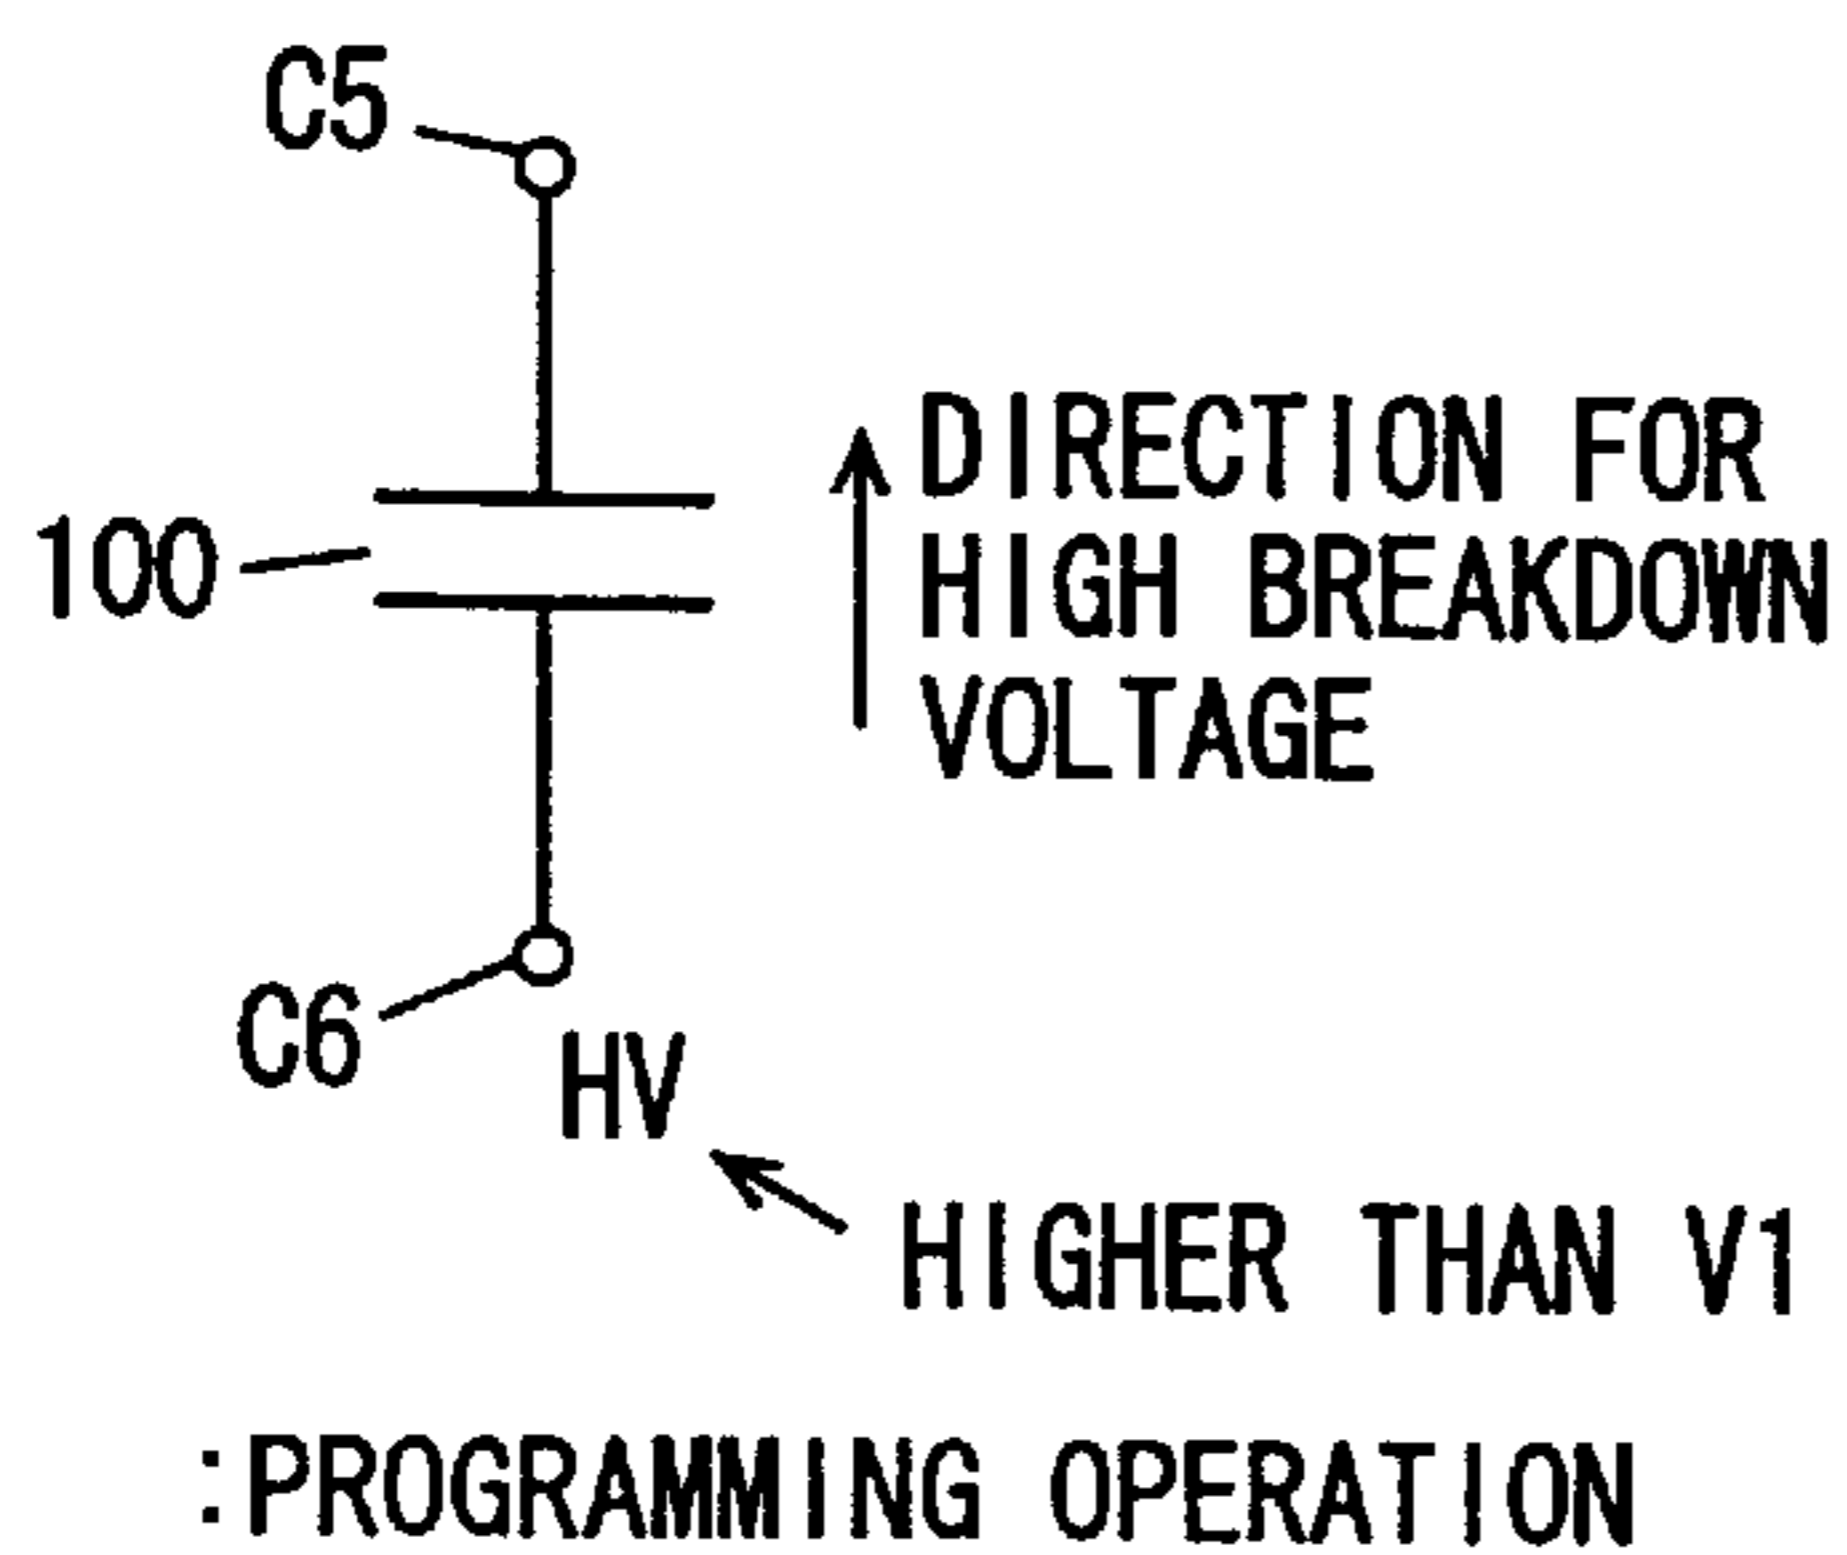 C5
100
DIRECTION FOR
HIGH BREAKDOWN
VOLTAGE
C6
HV
HIGHER THAN V1
:PROGRAMMING OPERATION